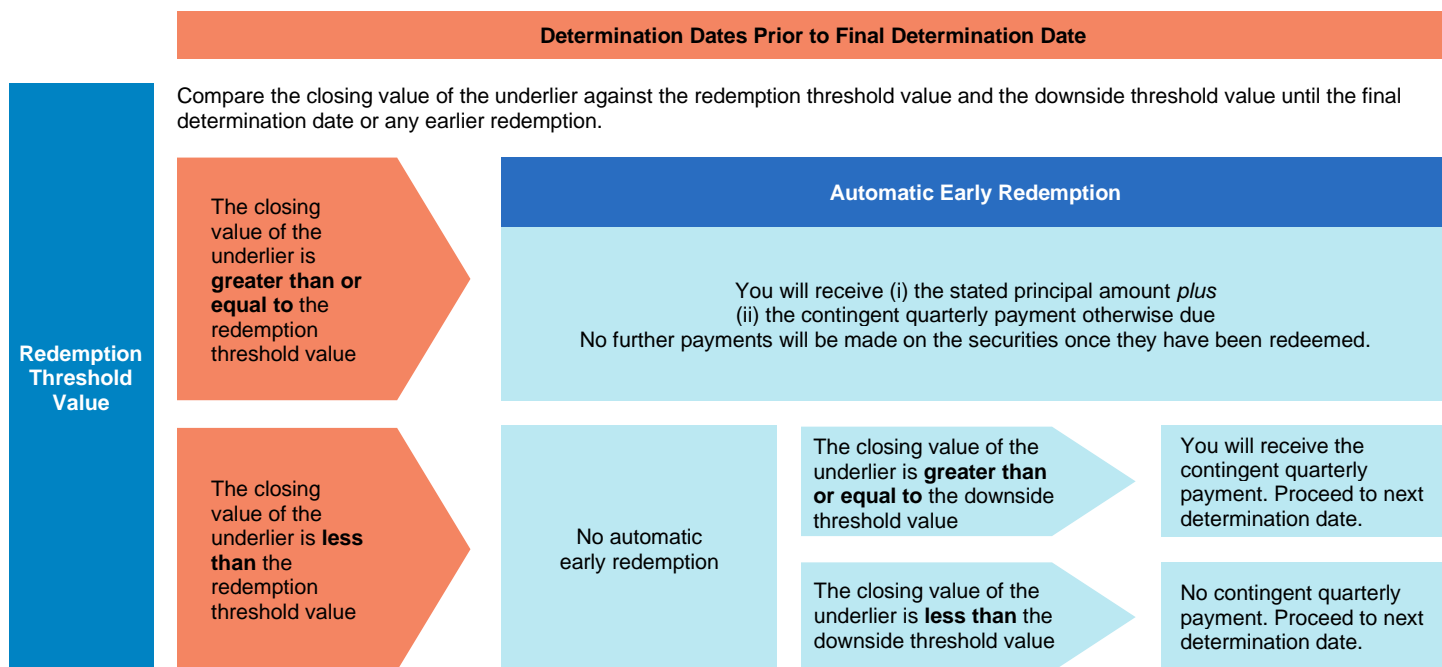 Determination Dates Prior to Final Determination Date
Compare the closing value of the underlier against the redemption threshold value and the downside threshold value until the final
determination date or any earlier redemption.
Redemption
Threshold
Value
The closing
value of the
underlier is
greater than or
equal to the
redemption
threshold value
Automatic Early Redemption
You will receive (i) the stated principal amount plus
(ii) the contingent quarterly payment otherwise due
No further payments will be made on the securities once they have been redeemed.
The closing
value of the
underlier is less
than the
redemption
threshold value
No automatic
early redemption
The closing value of the
underlier is greater than
or equal to the downside
threshold value
You will receive the
contingent quarterly
payment. Proceed to next
determination date.
The closing value of the
underlier is less than the
downside threshold value
No contingent quarterly
payment. Proceed to next
determination date.